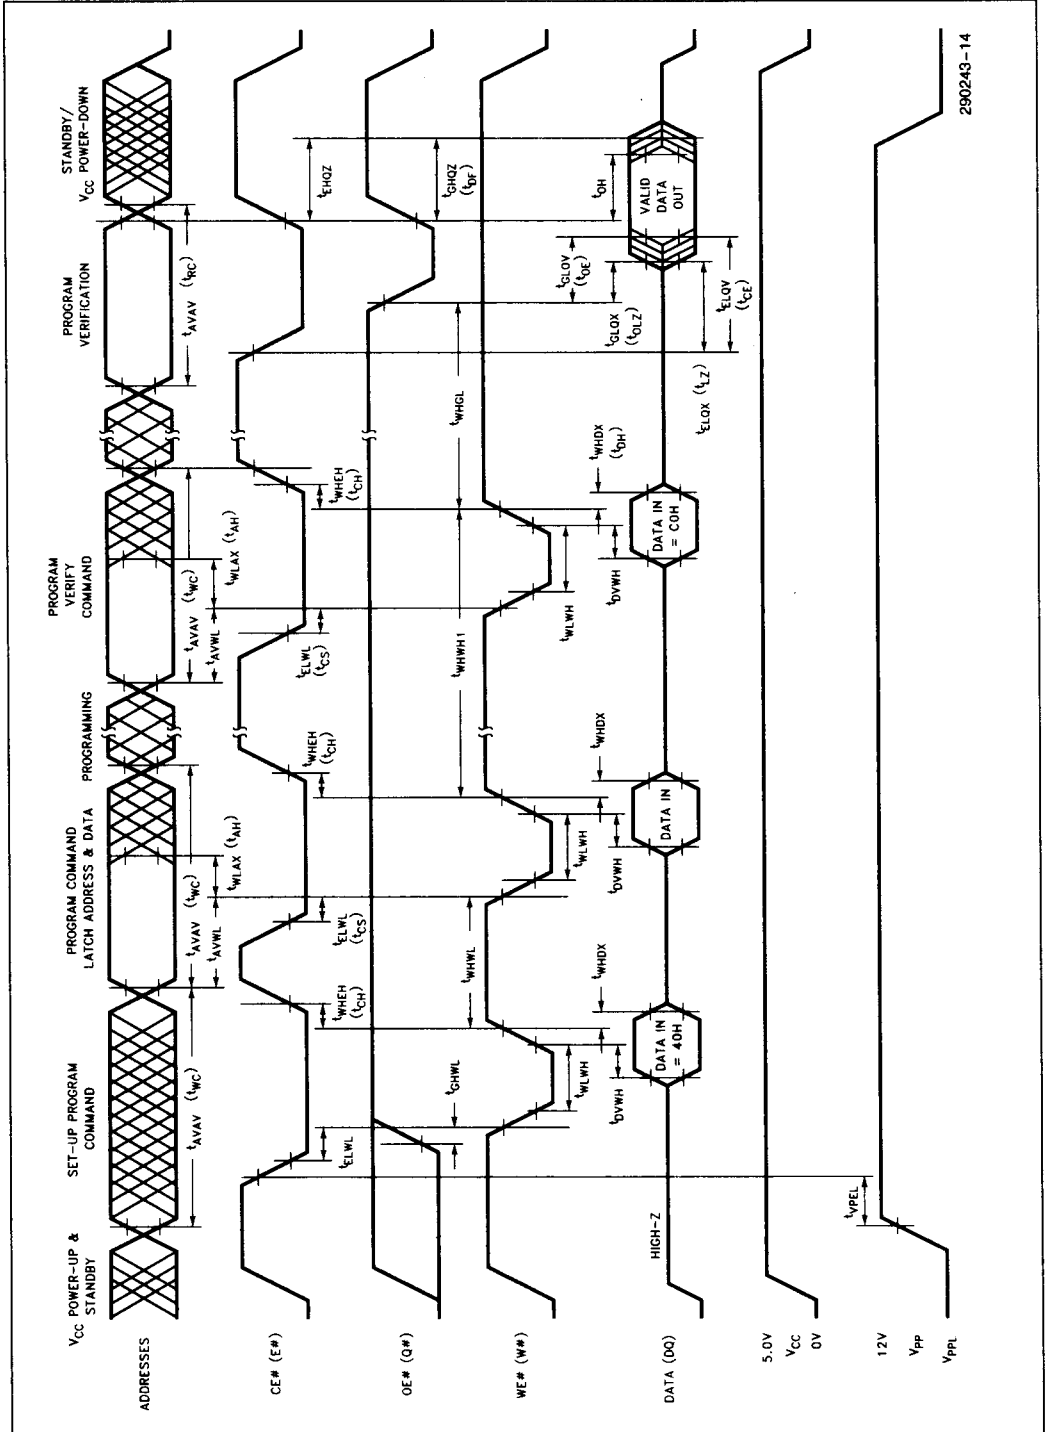 V_CC POWER-UP &
STANDBY
SET-UP PROGRAM
COMMAND
PROGRAM COMMAND
LATCH ADDRESS & DATA
PROGRAMMING
PROGRAM
VERIFY
COMMAND
PROGRAM
VERIFICATION
STANDBY/
V_CC POWER-DOWN
ADDRESSES
t_AVAV (t_WC)
t_AVAV (t_WC)
t_AVWL
t_WLAX (t_AH)
t_AVAV (t_WC)
t_AVWL
t_WLAX (t_AH)
t_AVAV (t_RC)
CE# (E#)
t_ELWL
t_WHEH
(t_CH)
t_ELWL
(t_CS)
t_WHEH
(t_CH)
t_ELWL
(t_CS)
t_WHEH
(t_CH)
t_EHQZ
OE# (O#)
t_GHWL
t_WHWL
t_WHWH1
t_WHGL
t_GHQZ
(t_DF)
WE# (W#)
t_WLWH
t_WLWH
t_WLWH
t_DVWH
t_WHDX
t_DVWH
t_WHDX
t_DVWH
t_WHDX
(t_DH)
t_GLQX
(t_OLZ)
t_GLQV
(t_OE)
t_OH
DATA (DQ)
HIGH-Z
DATA IN
= 40H
DATA IN
DATA IN
= C0H
VALID
DATA
OUT
t_ELQX (t_LZ)
t_ELQV
(t_CE)
5.0V
V_CC
0V
t_VPEL
12V
V_PP
V_PPL
290243-14